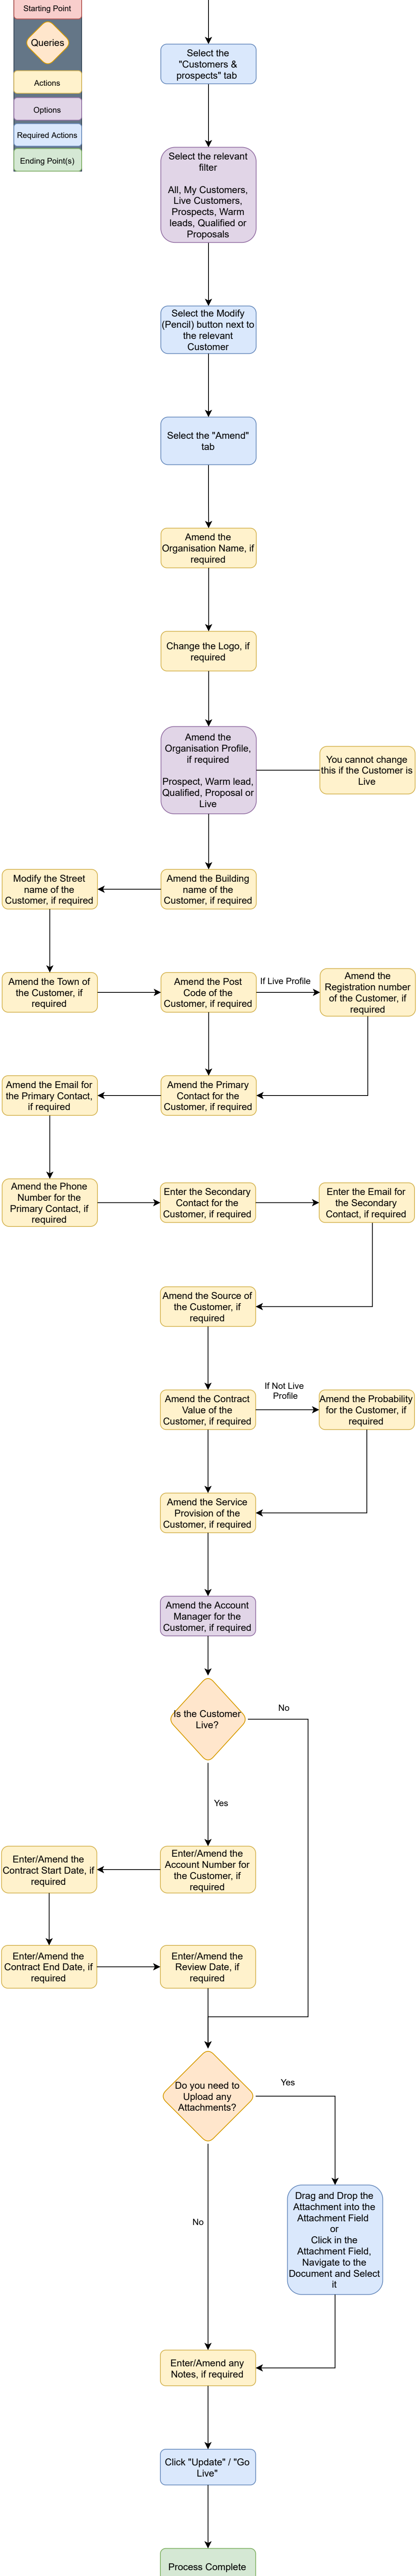 Starting Point
Queries
Actions
Options
Required Actions
Ending Point(s)
Select the
"Customers &
prospects" tab
Select the relevant
filter
All, My Customers,
Live Customers,
Prospects, Warm
leads, Qualified or
Proposals
Select the Modify
(Pencil) button next to
the relevant
Customer
Select the "Amend"
tab
Amend the
Organisation Name, if
required
Change the Logo, if
required
Amend the
Organisation Profile,
if required
Prospect, Warm lead,
Qualified, Proposal or
Live
You cannot change
this if the Customer is
Live
Amend the Building
name of the
Customer, if required
Modify the Street
name of the
Customer, if required
Amend the Town of
the Customer, if
required
Amend the Post
Code of the
Customer, if required
If Live Profile
Amend the
Registration number
of the Customer, if
required
Amend the Primary
Contact for the
Customer, if required
Amend the Email for
the Primary Contact,
if required
Amend the Phone
Number for the
Primary Contact, if
required
Enter the Secondary
Contact for the
Customer, if required
Enter the Email for
the Secondary
Contact, if required
Amend the Source of
the Customer, if
required
Amend the Contract
Value of the
Customer, if required
If Not Live
Profile
Amend the Probability
for the Customer, if
required
Amend the Service
Provision of the
Customer, if required
Amend the Account
Manager for the
Customer, if required
Is the Customer
Live?
No
Yes
Enter/Amend the
Account Number for
the Customer, if
required
Enter/Amend the
Contract Start Date, if
required
Enter/Amend the
Contract End Date, if
required
Enter/Amend the
Review Date, if
required
Do you need to
Upload any
Attachments?
Yes
No
Drag and Drop the
Attachment into the
Attachment Field
or
Click in the
Attachment Field,
Navigate to the
Document and Select
it
Enter/Amend any
Notes, if required
Click "Update" / "Go
Live"
Process Complete